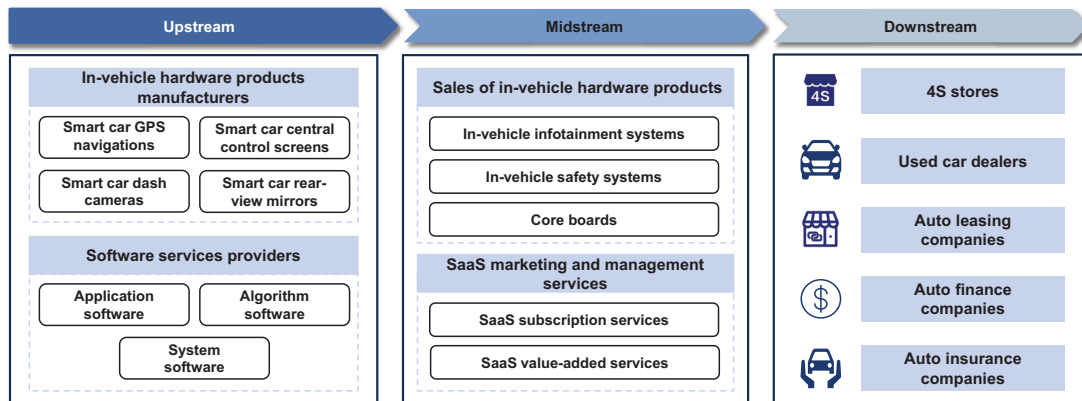 Upstream
Midstream
Downstream
In-vehicle hardware products
manufacturers
Smart car GPS
navigations
Smart car central
control screens
Smart car dash
cameras
Smart car rear-
view mirrors
Software services providers
Application
software
Algorithm
software
System
software
Sales of in-vehicle hardware products
In-vehicle infotainment systems
In-vehicle safety systems
Core boards
SaaS marketing and management
services
SaaS subscription services
SaaS value-added services
4S
4S stores
Used car dealers
Auto leasing
companies
$
Auto finance
companies
Auto insurance
companies